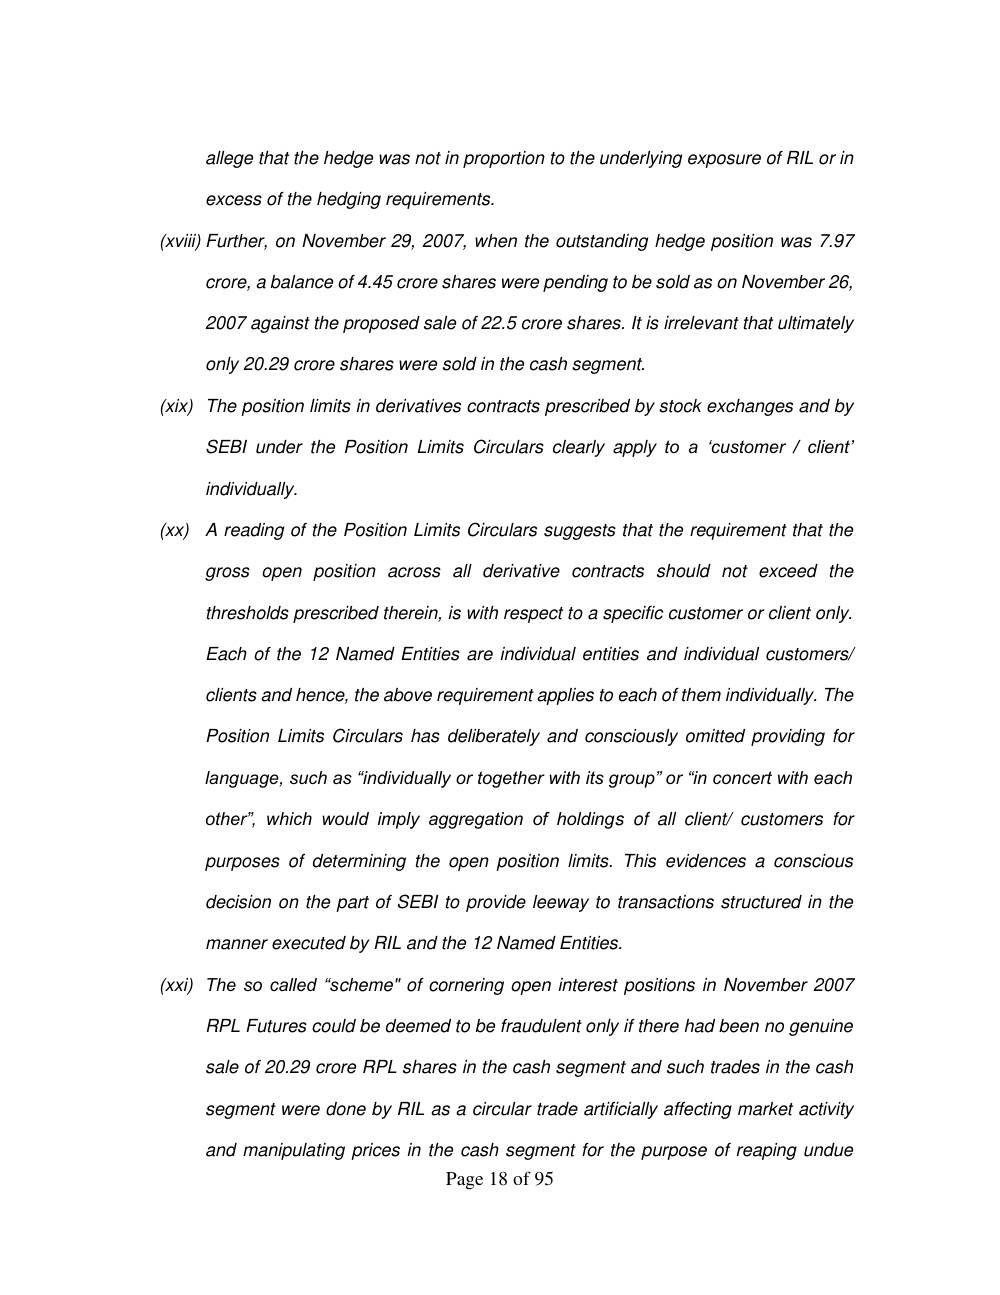 allege that the hedge was not in proportion to the underlying exposure of RIL or in
excess of the hedging requirements.
(xviii) Further, on November 29, 2007, when the outstanding hedge position was 7.97
crore, a balance of 4.45 crore shares were pending to be sold as on November 26,
2007 against the proposed sale of 22.5 crore shares. It is irrelevant that ultimately
only 20.29 crore shares were sold in the cash segment.
(xix) The position limits in derivatives contracts prescribed by stock exchanges and by
SEBI under the Position Limits Circulars clearly apply to a ‘customer / client’
individually.
(xx) A reading of the Position Limits Circulars suggests that the requirement that the
gross open position across all derivative contracts should not exceed the
thresholds prescribed therein, is with respect to a specific customer or client only.
Each of the 12 Named Entities are individual entities and individual customers/
clients and hence, the above requirement applies to each of them individually. The
Position Limits Circulars has deliberately and consciously omitted providing for
language, such as “individually or together with its group” or “in concert with each
other”, which would imply aggregation of holdings of all client/ customers for
purposes of determining the open position limits. This evidences a conscious
decision on the part of SEBI to provide leeway to transactions structured in the
manner executed by RIL and the 12 Named Entities.
(xxi) The so called “scheme" of cornering open interest positions in November 2007
RPL Futures could be deemed to be fraudulent only if there had been no genuine
sale of 20.29 crore RPL shares in the cash segment and such trades in the cash
segment were done by RIL as a circular trade artificially affecting market activity
and manipulating prices in the cash segment for the purpose of reaping undue
Page 18 of 95